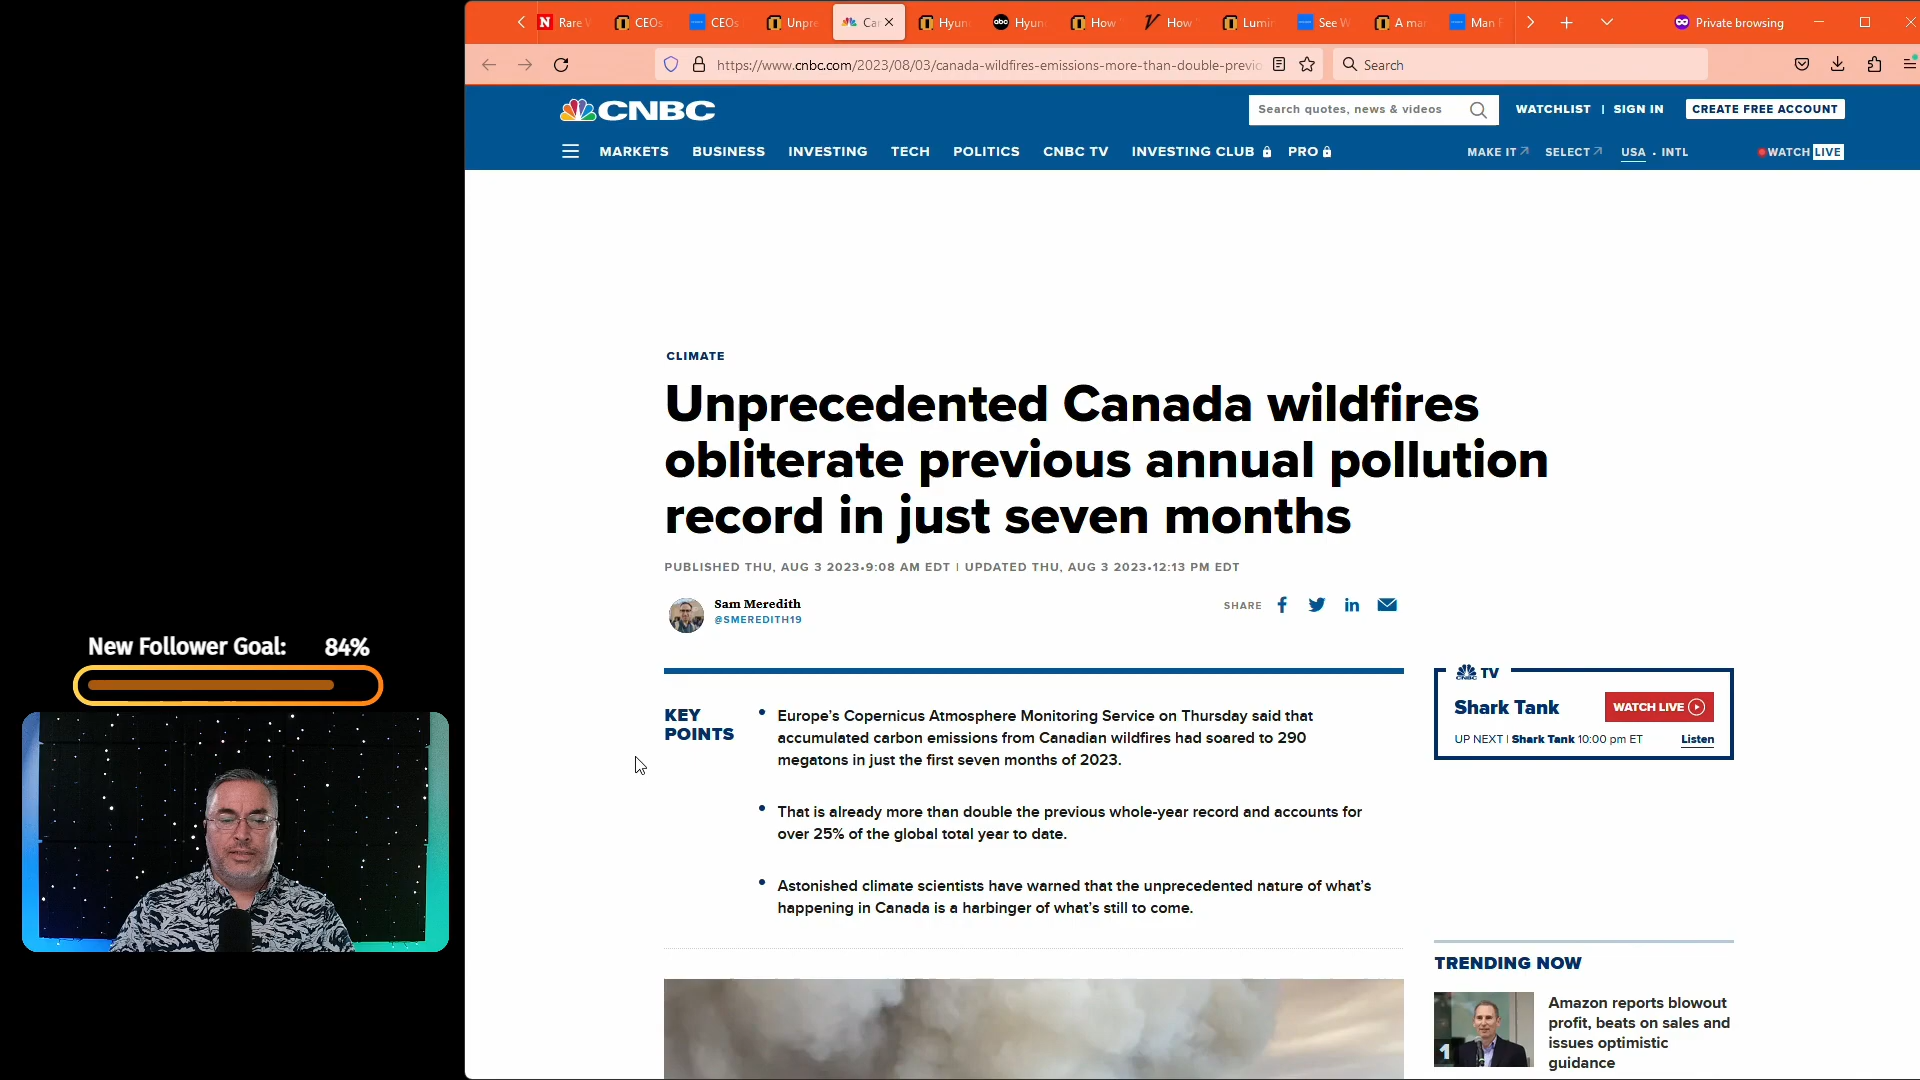 Rare
CEOs
CEOs
Unpre
Ca
Hyun
abc
Hyun
How
How
Lumi
See W
A ma
Man F
Private browsing
https://www.cnbc.com/2023/08/03/canada-wildfires-emissions-more-than-double-previo
Search
CNBC
Search quotes, news & videos
WATCHLIST | SIGN IN
CREATE FREE ACCOUNT
MARKETS
BUSINESS
INVESTING
TECH
POLITICS
CNBC TV
INVESTING CLUB
PRO
MAKE IT
SELECT
USA • INTL
WATCH LIVE
CLIMATE
Unprecedented Canada wildfires
obliterate previous annual pollution
record in just seven months
PUBLISHED THU, AUG 3 2023•9:08 AM EDT | UPDATED THU, AUG 3 2023•12:13 PM EDT
Sam Meredith
@SMEREDITH19
SHARE
New Follower Goal: 84%
KEY
POINTS
• Europe’s Copernicus Atmosphere Monitoring Service on Thursday said that
accumulated carbon emissions from Canadian wildfires had soared to 290
megatons in just the first seven months of 2023.
• That is already more than double the previous whole-year record and accounts for
over 25% of the global total year to date.
• Astonished climate scientists have warned that the unprecedented nature of what’s
happening in Canada is a harbinger of what’s still to come.
CNBC TV
Shark Tank
WATCH LIVE
UP NEXT | Shark Tank 10:00 pm ET
Listen
TRENDING NOW
1
Amazon reports blowout
profit, beats on sales and
issues optimistic
guidance